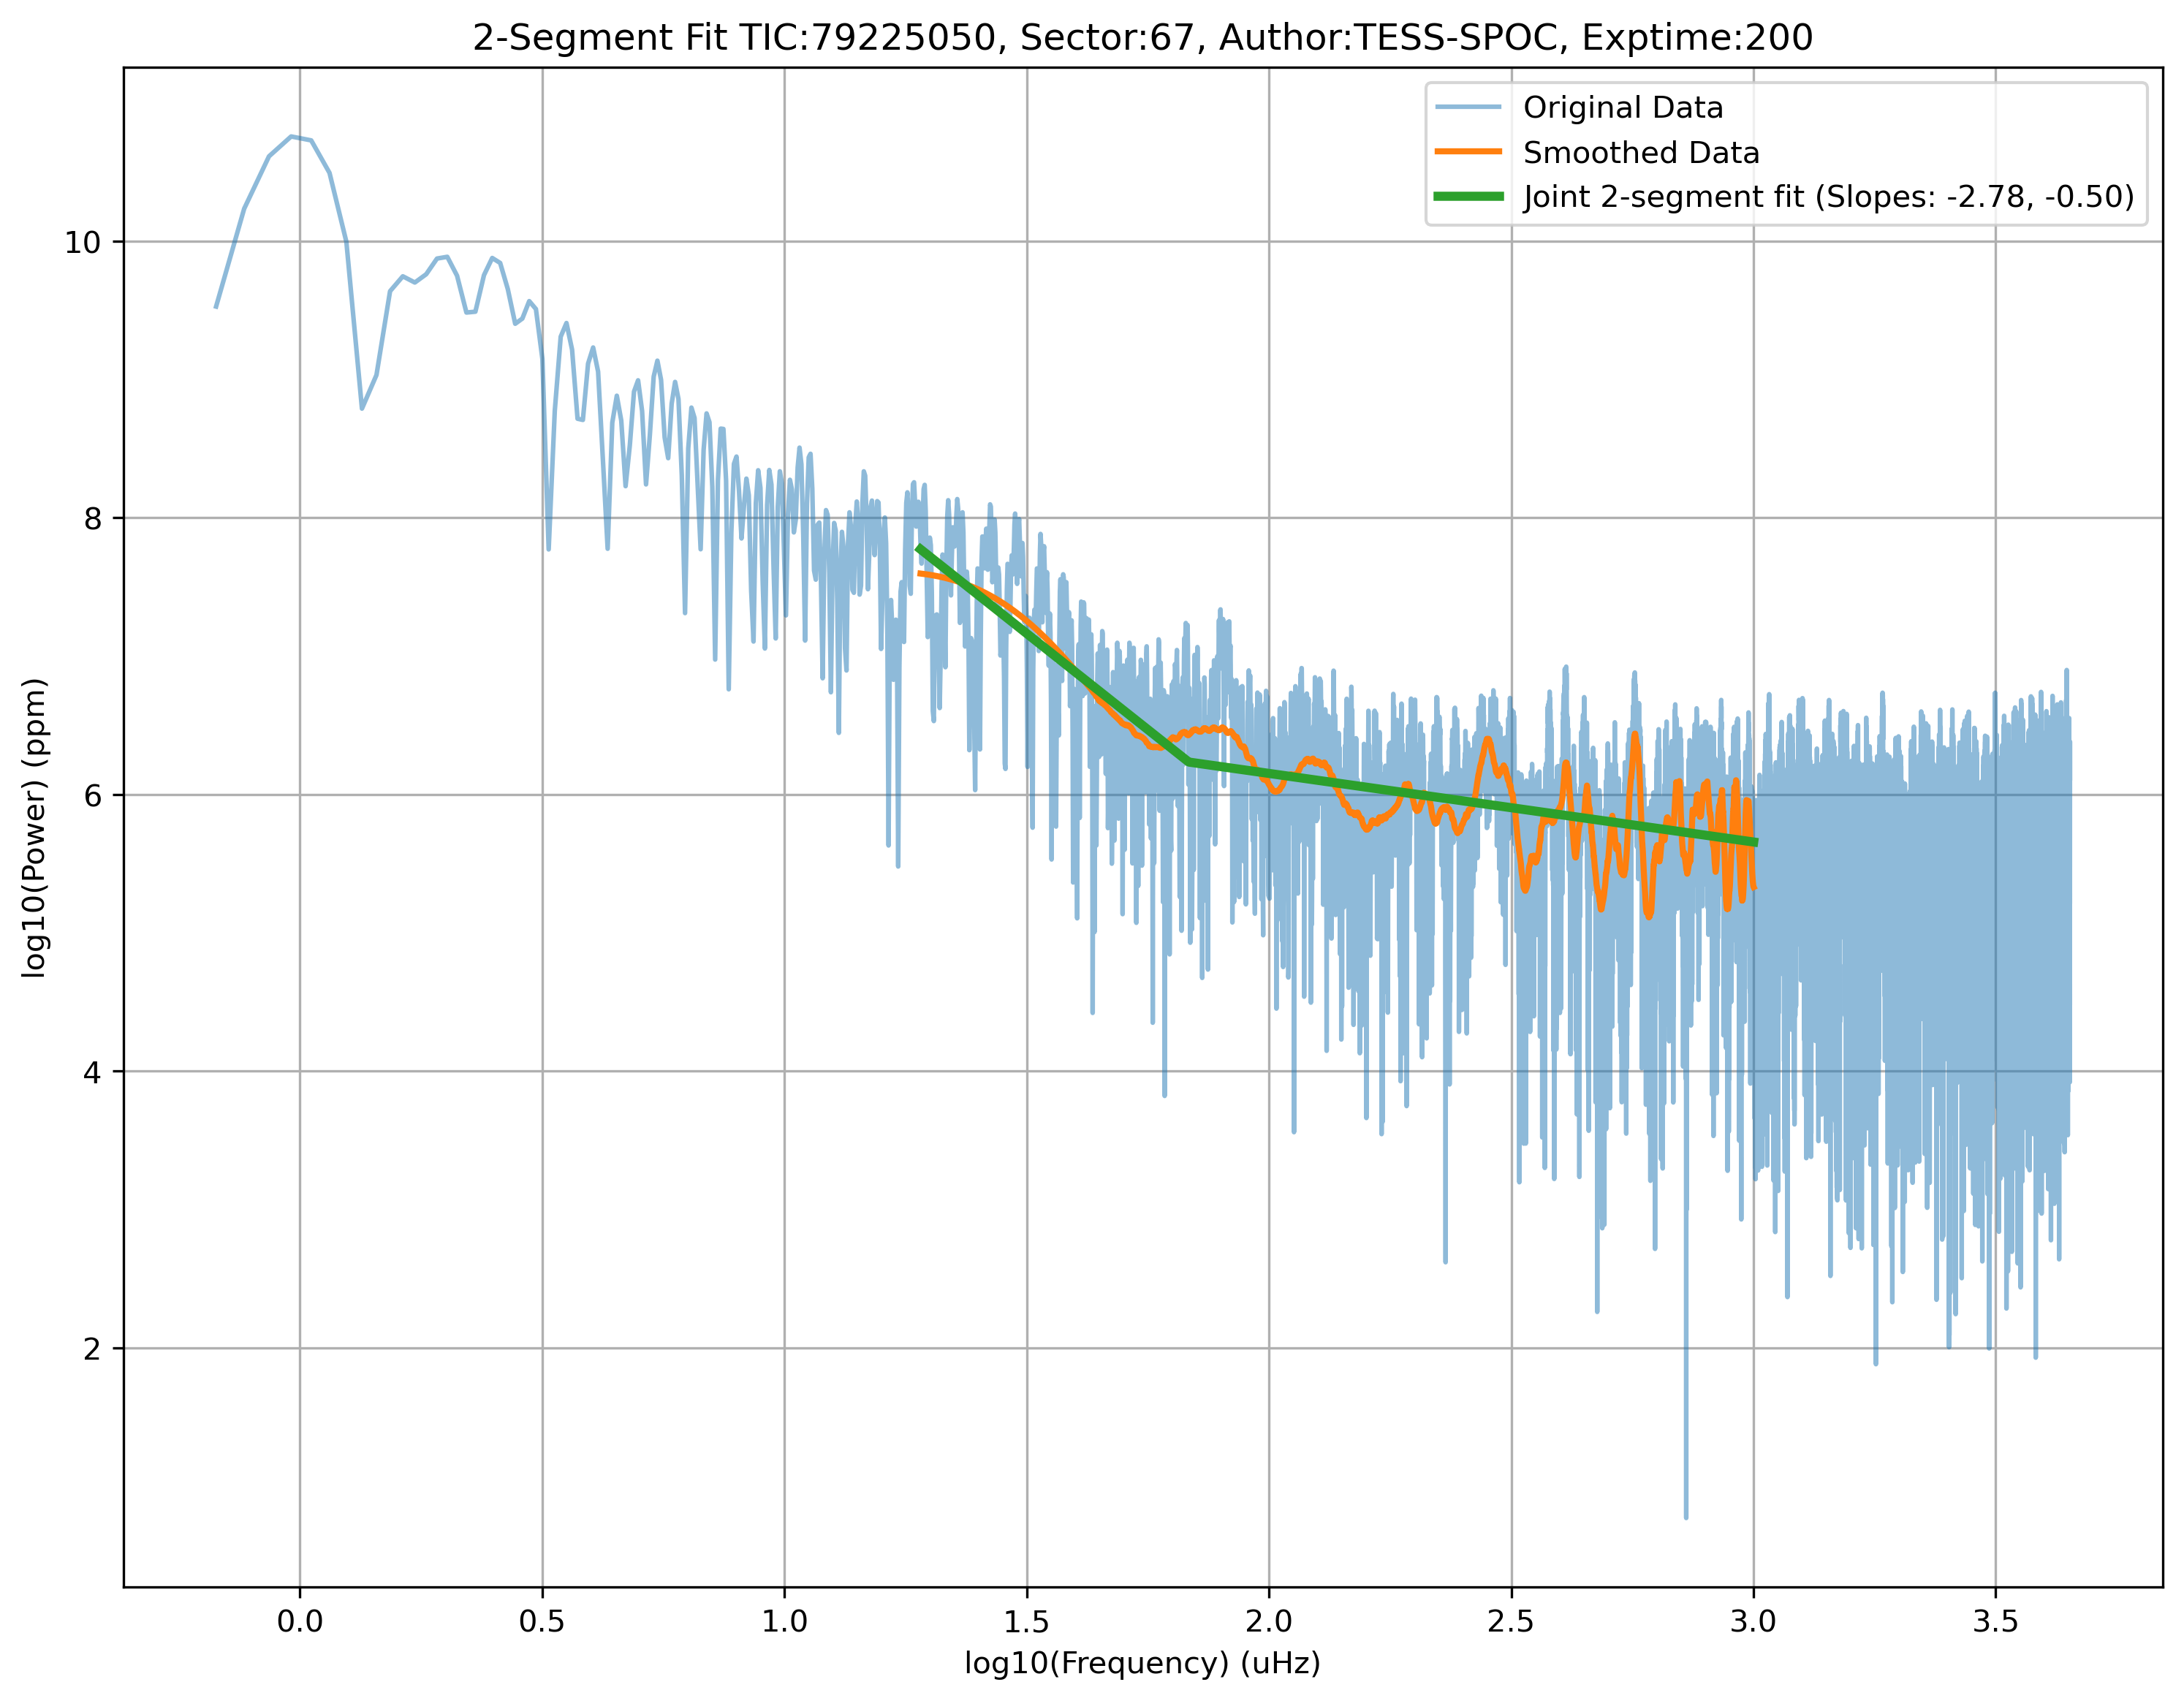 2-Segment Fit TIC:79225050, Sector:67, Author:TESS-SPOC, Exptime:200
Original Data
Smoothed Data
Joint 2-segment fit (Slopes: -2.78, -0.50)
log10(Power) (ppm)
10
8
6
4
2
0.0 0.5 1.0 1.5 2.0 2.5 3.0 3.5
log10(Frequency) (uHz)